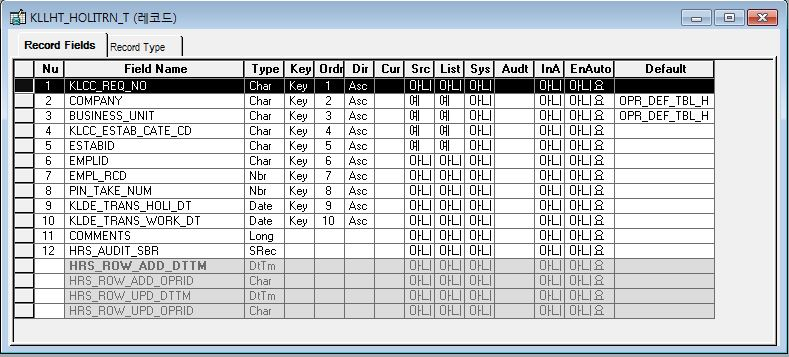 KLLHT_HOLITRN_T (레코드)
Record Fields Record Type
Nu Field Name Type Key Ordr Dir Cur Src List Sys Audt InA EnAuto Default
1 KLCC_REQ_NO Char Key 1 Asc 아니 아니 아니 아니 아니요
2 COMPANY Char Key 2 Asc 예 예 아니 아니 아니요 OPR_DEF_TBL_H
3 BUSINESS_UNIT Char Key 3 Asc 예 예 아니 아니 아니요 OPR_DEF_TBL_H
4 KLCC_ESTAB_CATE_CD Char Key 4 Asc 예 예 아니 아니 아니요
5 ESTABID Char Key 5 Asc 예 예 아니 아니 아니요
6 EMPLID Char Key 6 Asc 아니 아니 아니 아니 아니요
7 EMPL_RCD Nbr Key 7 Asc 아니 아니 아니 아니 아니요
8 PIN_TAKE_NUM Nbr Key 8 Asc 아니 아니 아니 아니 아니요
9 KLDE_TRANS_HOLI_DT Date Key 9 Asc 아니 아니 아니 아니 아니요
10 KLDE_TRANS_WORK_DT Date Key 10 Asc 아니 아니 아니 아니 아니요
11 COMMENTS Long 아니 아니 아니 아니 아니요
12 HRS_AUDIT_SBR SRec 아니 아니 아니 아니 아니요
HRS_ROW_ADD_DTTM DtTm 아니 아니 아니 아니 아니요
HRS_ROW_ADD_OPRID Char 아니 아니 아니 아니 아니요
HRS_ROW_UPD_DTTM DtTm 아니 아니 아니 아니 아니요
HRS_ROW_UPD_OPRID Char 아니 아니 아니 아니 아니요